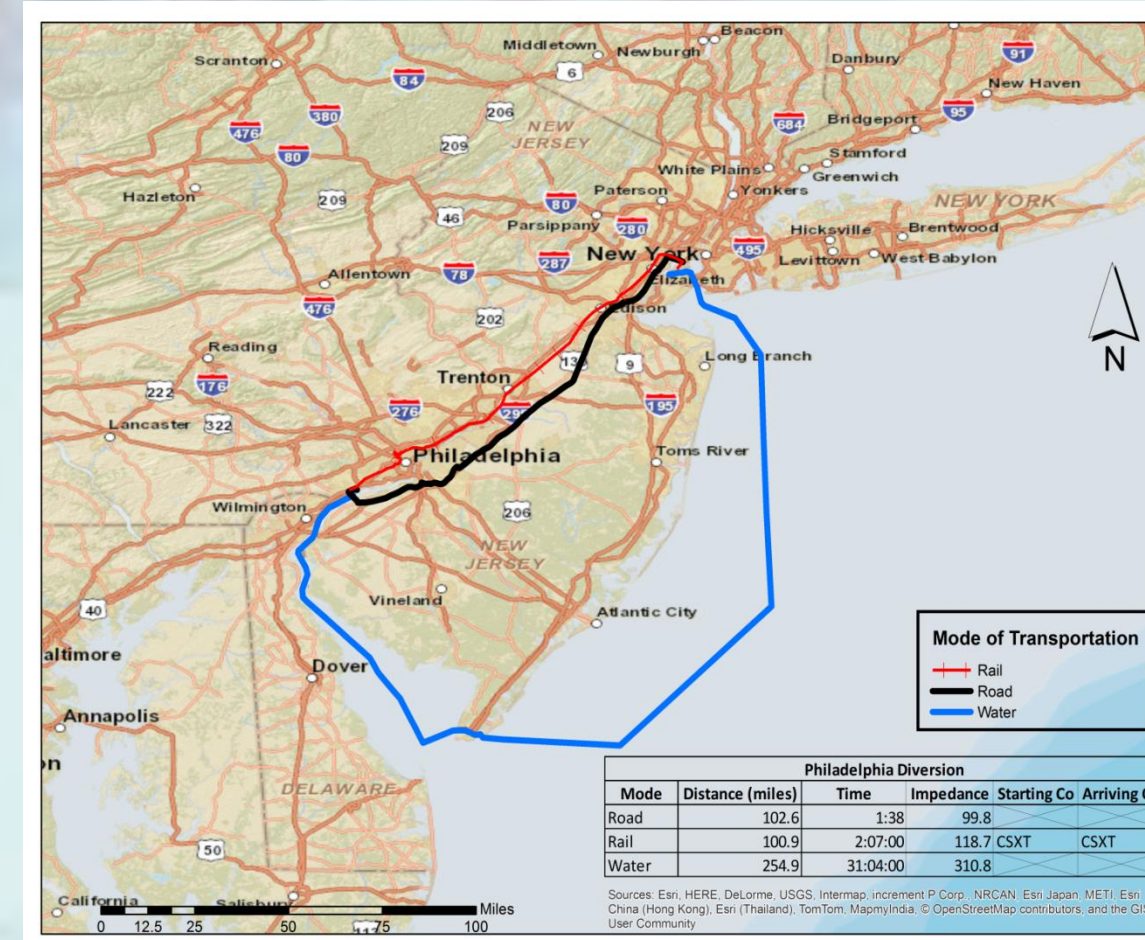 Beacon
Middletown
Newburgh
Scranton
Danbury
6
91
84
New Haven
380
206
95
NEW
JERSEY
684
Bridgeport
476
209
80
Stamford
White Plains
Greenwich
Hazleton
209
Paterson
Yonkers
80
NEW YORK
46
Parsippany
280
Hicksville
Brentwood
New York
495
287
Levittown
West Babylon
Allentown
78
Elizabeth
476
202
N
Reading
13
9
Long Branch
Trenton
176
222
276
195
Lancaster
322
Philadelphia
Toms River
Wilmington
206
NEW
JERSEY
Vineland
40
Atlantic City
altimore
Dover
Annapolis
on
DELAWARE
50
California
Salisbury
Mode of Transportation
Rail
Road
Water
Philadelphia Diversion
Mode Distance (miles) Time Impedance Starting Co Arriving
Road 102.6 1:38 99.8
Rail 100.9 2:07:00 118.7 CSXT CSXT
Water 254.9 31:04:00 310.8
Sources: Esri, HERE, DeLorme, USGS, Intermap, increment P Corp., NRCAN, Esri Japan, METI, Esri
China (Hong Kong), Esri (Thailand), TomTom, MapmyIndia, © OpenStreetMap contributors, and the GIS
User Community
Miles
0 12.5 25 50 75 100